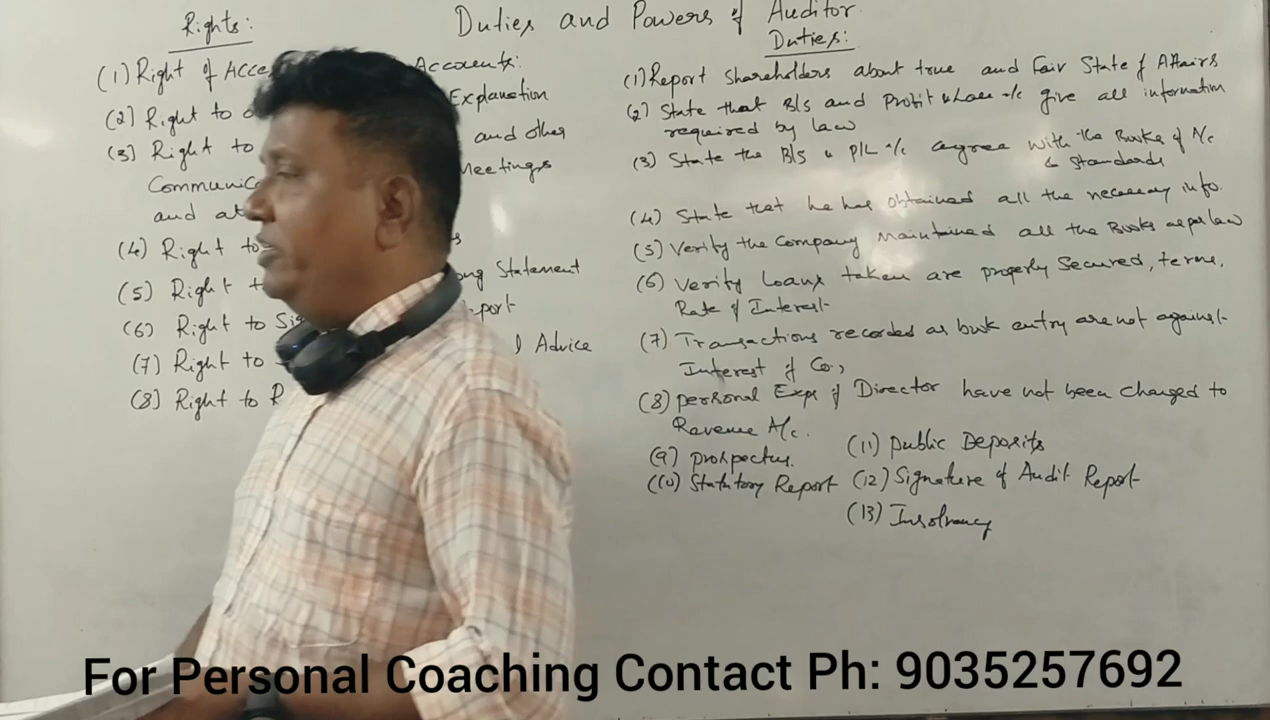 Duties and Powers of Auditor
Rights:
(1) Right of Acce
Accounts:
(2) Right to
Explanation
(3) Right to
and other
Communic
Meetings
and at
(4) Right to
(5) Right t
ong Statement
(6) Right to Si
port
(7) Right to
Advice
(8) Right to R
Duties:
(1) Report Shareholders about true and Fair State of Affairs
(2) State that B/S and Profit & Loss a/c give all information
required by law
(3) State the B/S & P/L a/c agree with the Books of A/c
& Standards
(4) State that he has obtained all the necessary info.
(5) Verify the Company Maintained all the Books as per law
(6) Verify Loans taken are properly Secured, terms,
Rate of Interest
(7) Transactions recorded as book entry are not against
Interest of Co.,
(8) Personal Exps of Director have not been changed to
Revenue A/c.
(9) Prospectus.
(10) Statutory Report
(11) Public Deposits
(12) Signature of Audit Report
(13) Insolvency
For Personal Coaching Contact Ph: 9035257692